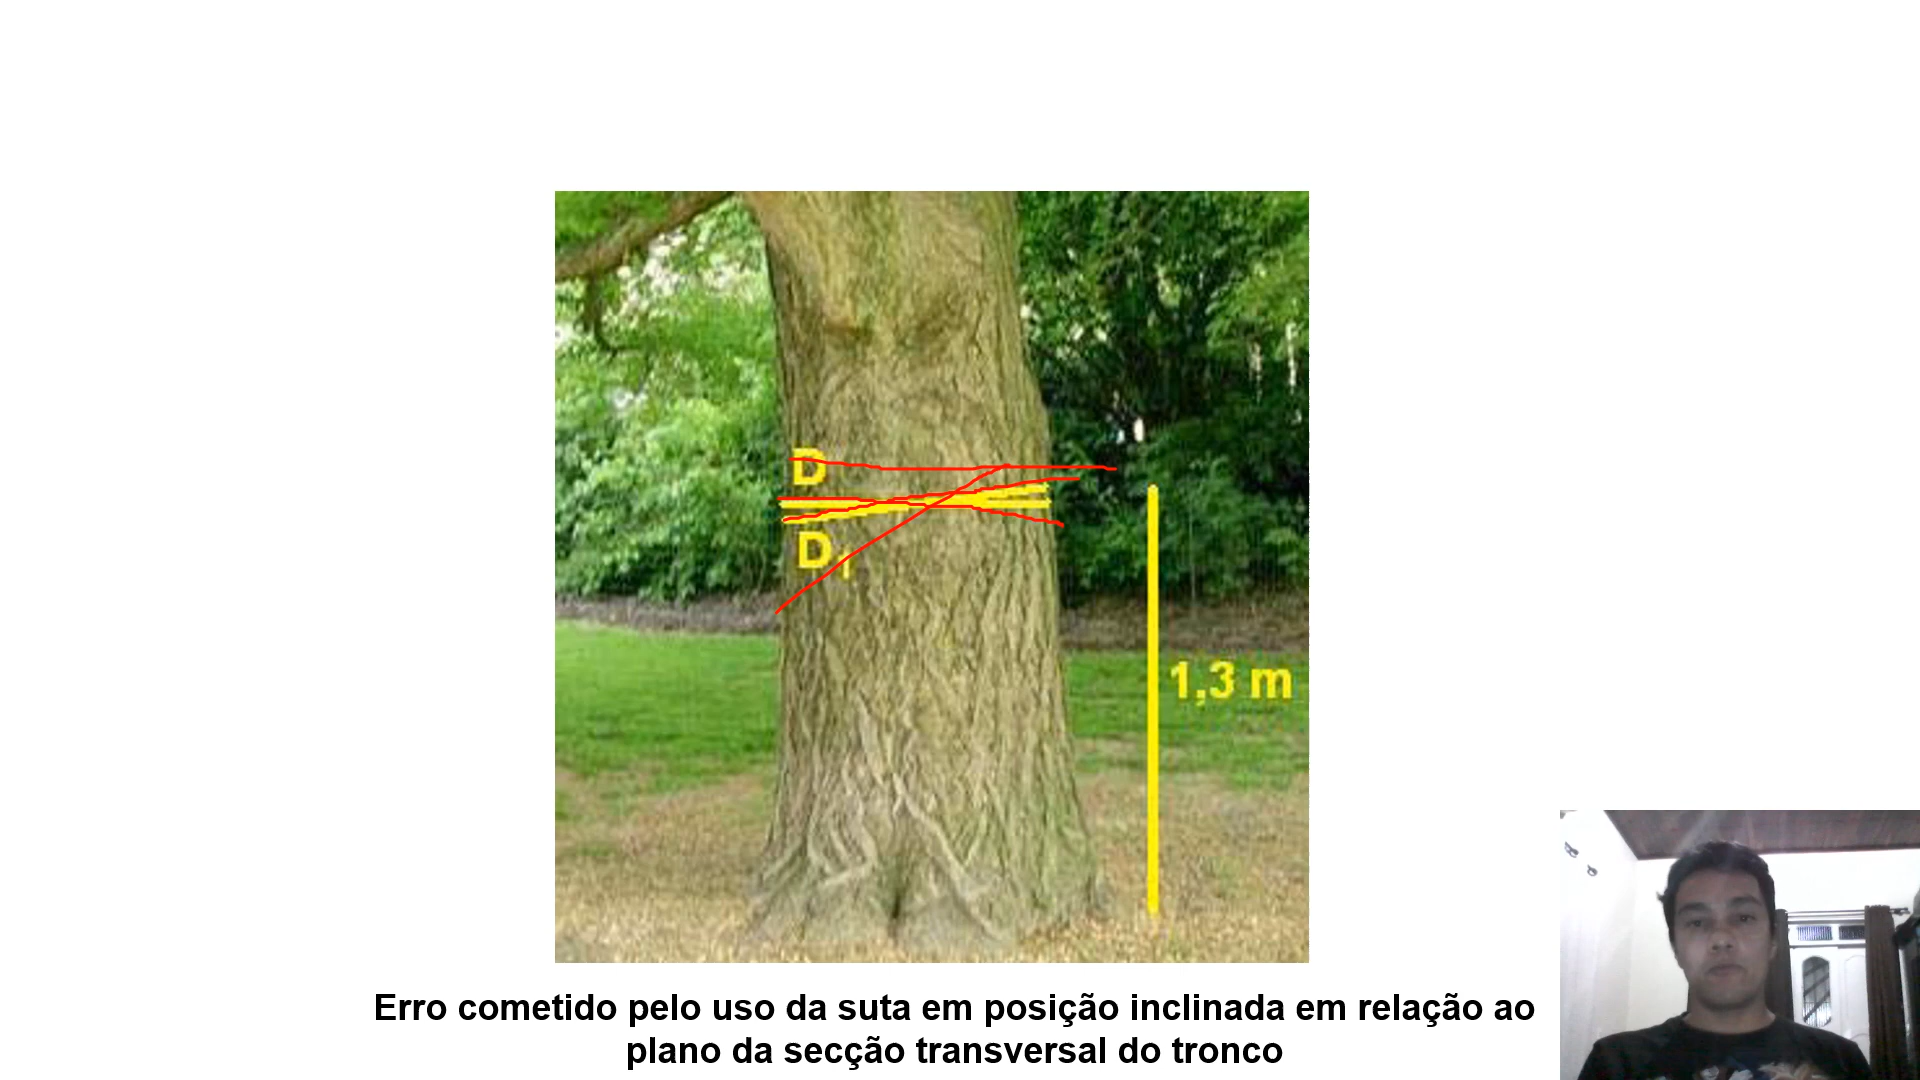 D
D1
1,3 m
Erro cometido pelo uso da suta em posição inclinada em relação ao
plano da secção transversal do tronco